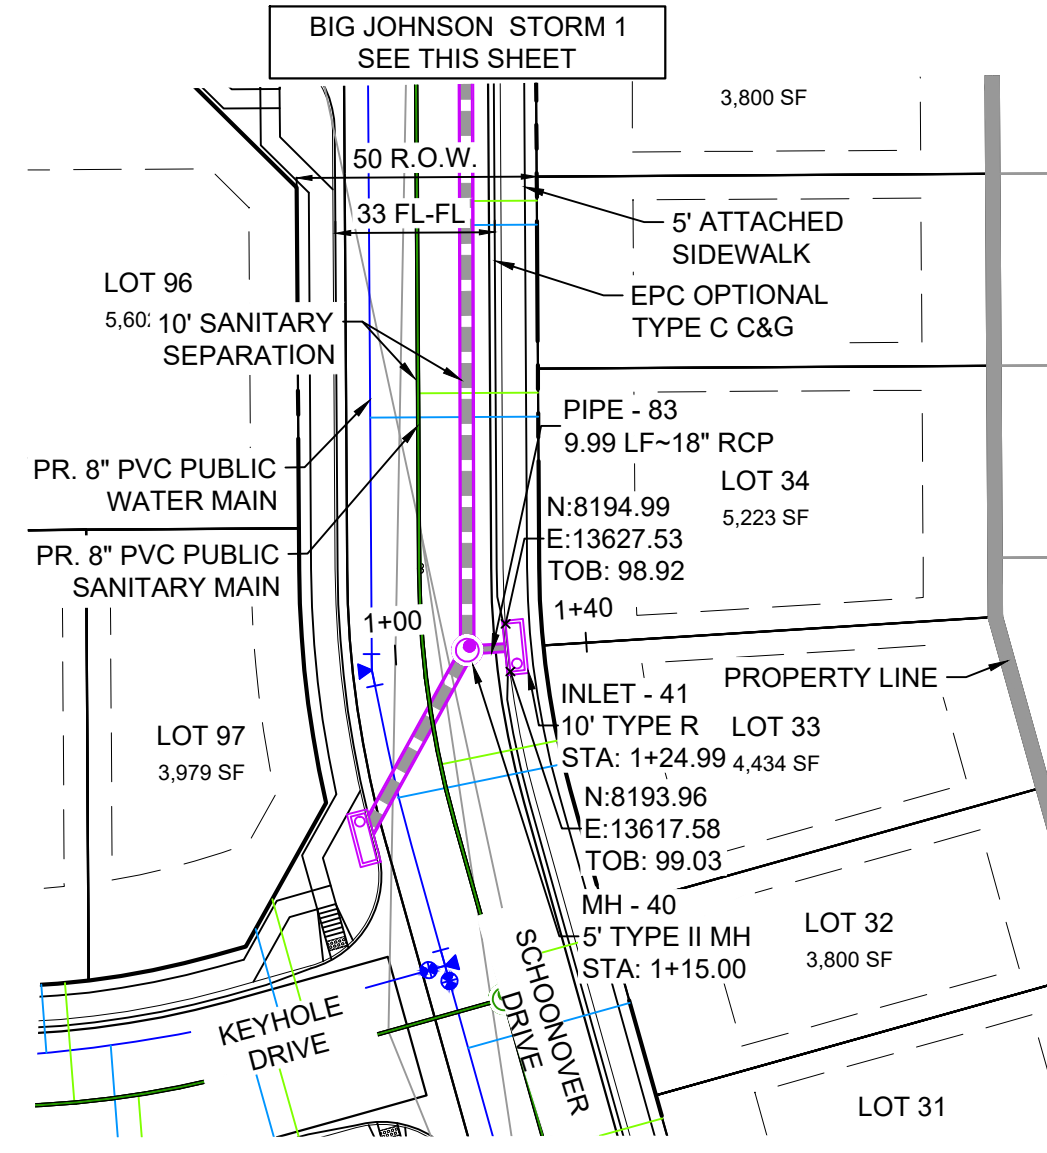 BIG JOHNSON STORM 1
SEE THIS SHEET
3,800 SF
50 R.O.W.
33 FL-FL
5' ATTACHED
SIDEWALK
LOT 96
5,602
10' SANITARY
SEPARATION
EPC OPTIONAL
TYPE C C&G
PIPE - 83
9.99 LF~18" RCP
PR. 8" PVC PUBLIC
WATER MAIN
LOT 34
5,223 SF
N:8194.99
E:13627.53
TOB: 98.92
PR. 8" PVC PUBLIC
SANITARY MAIN
1+00
1+40
PROPERTY LINE
INLET - 41
10' TYPE R
STA: 1+24.99
LOT 33
4,434 SF
LOT 97
3,979 SF
N:8193.96
E:13617.58
TOB: 99.03
MH - 40
5' TYPE II MH
STA: 1+15.00
LOT 32
3,800 SF
KEYHOLE
DRIVE
SCHOONOVER
DRIVE
LOT 31